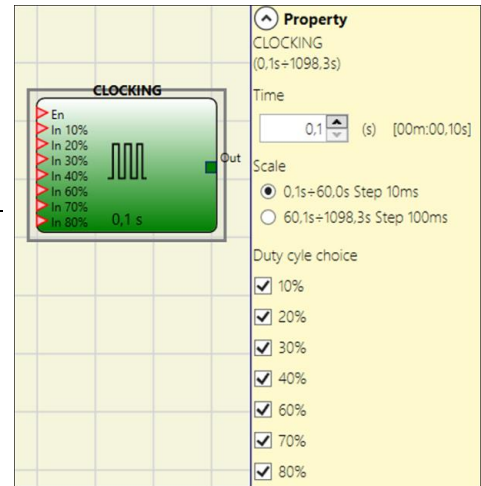 CLOCKING
En
In 10%
In 20%
In 30%
In 40%
In 60%
In 70%
In 80%
Out
0,1 s
Property
CLOCKING
(0,1s÷1098,3s)
Time
0,1 (s) [00m:00,10s]
Scale
0,1s÷60,0s Step 10ms
60,1s÷1098,3s Step 100ms
Duty cyle choice
10%
20%
30%
40%
60%
70%
80%